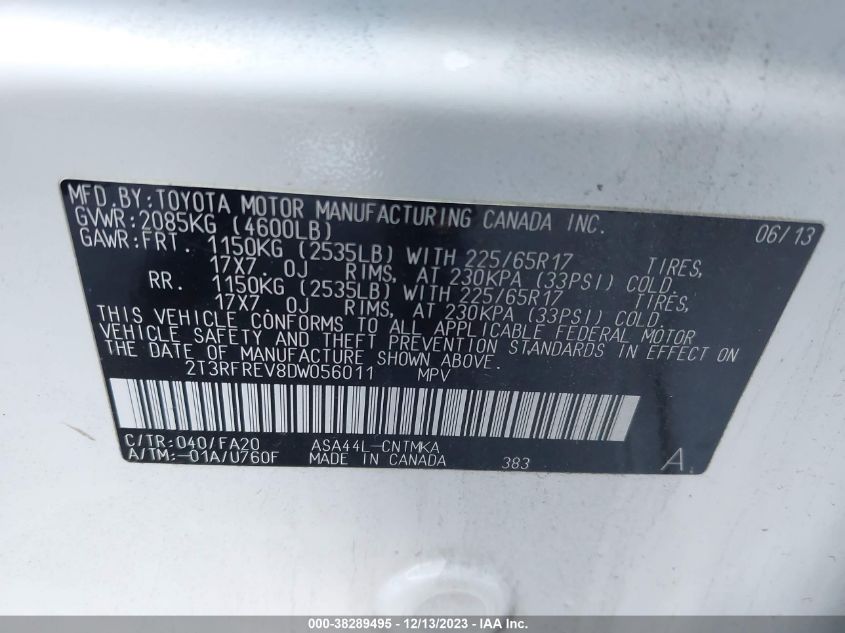 MFD. BY: TOYOTA MOTOR MANUFACTURING CANADA INC. 06/13
GVWR: 2085KG (4600LB)
GAWR: FRT. 1150KG (2535LB) WITH 225/65R17 TIRES,
17X7. 0J RIMS, AT 230KPA (33PSI) COLD.
RR. 1150KG (2535LB) WITH 225/65R17 TIRES,
17X7. 0J RIMS, AT 230KPA (33PSI) COLD.
THIS VEHICLE CONFORMS TO ALL APPLICABLE FEDERAL MOTOR
VEHICLE SAFETY AND THEFT PREVENTION STANDARDS IN EFFECT ON
THE DATE OF MANUFACTURE SHOWN ABOVE.
2T3RFREV8DW056011 MPV
C/TR: 040/FA20 ASA44L-CNTMKA
A/TM: -01A/U760F MADE IN CANADA 383 A
000-38289495 - 12/13/2023 - IAA Inc.